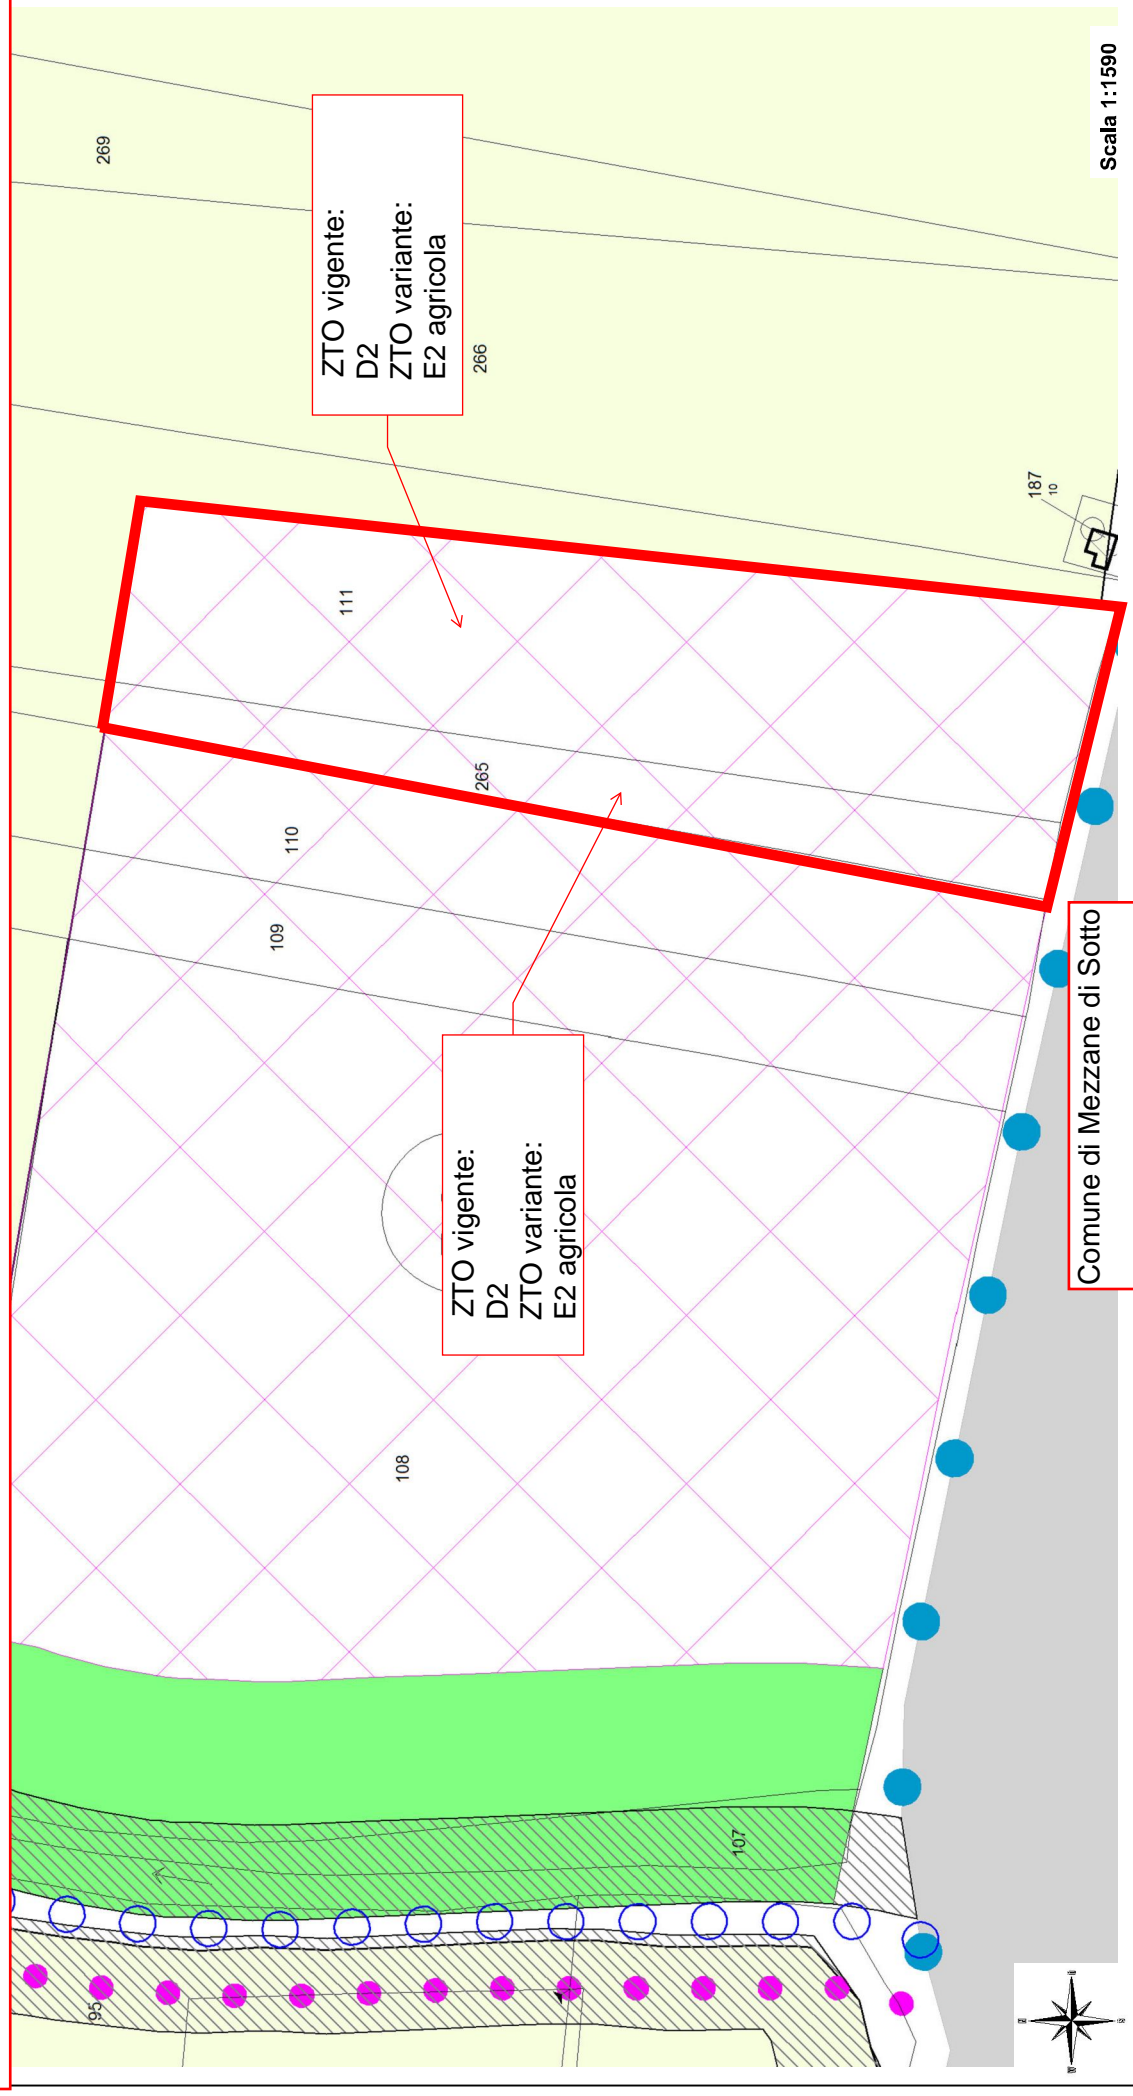 95
107
108
109
110
265
111
266
269
187
10
ZTO vigente:
D2
ZTO variante:
E2 agricola
ZTO vigente:
D2
ZTO variante:
E2 agricola
Comune di Mezzane di Sotto
Scala 1:1590